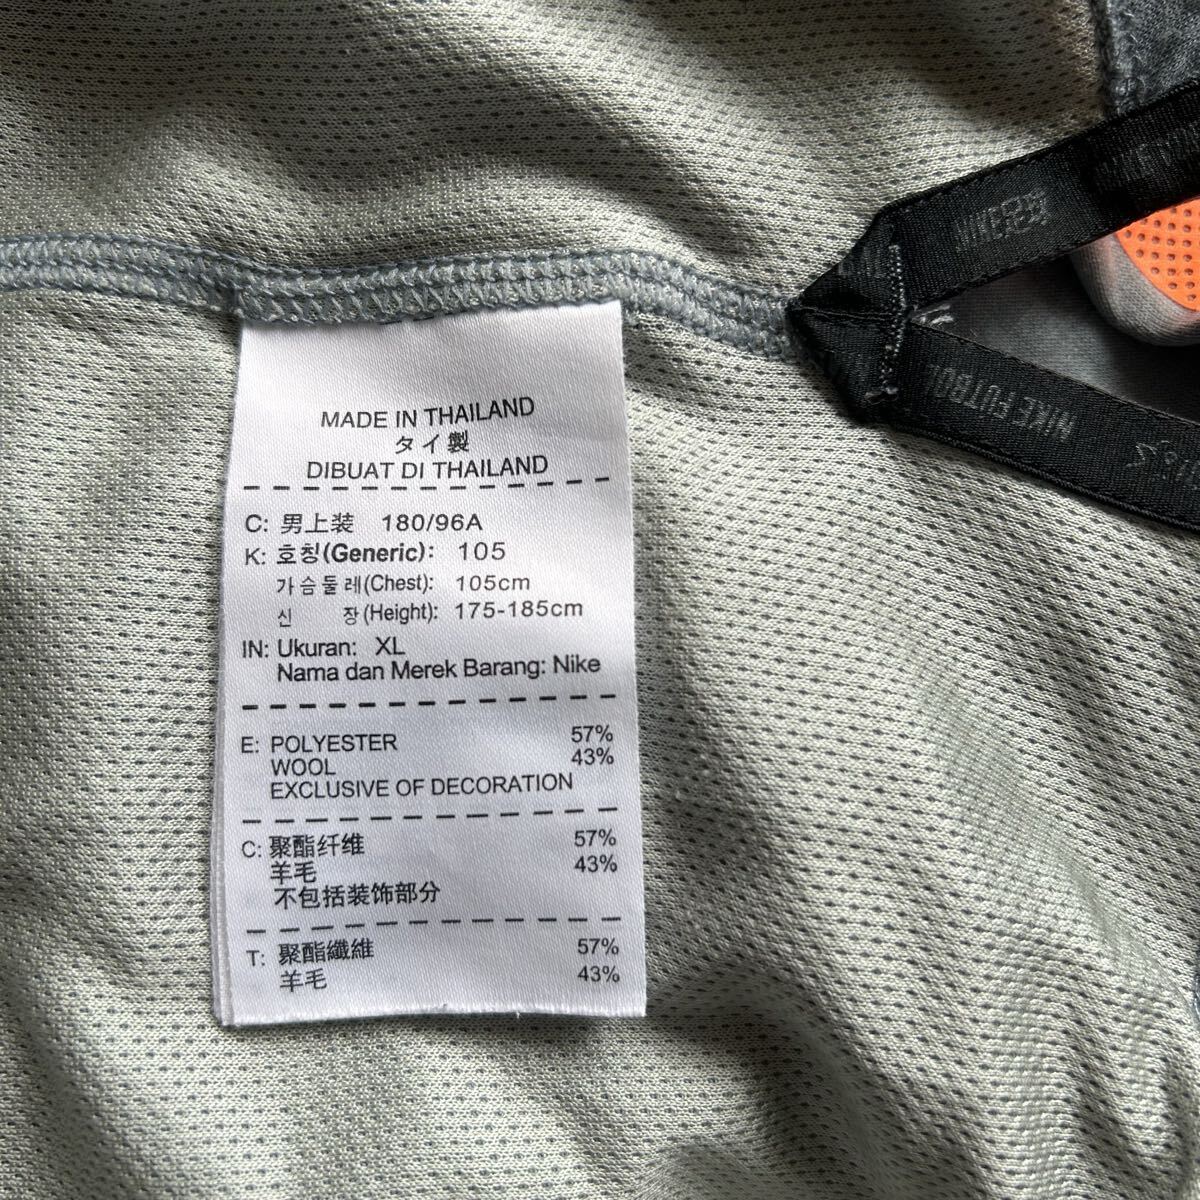 MADE IN THAILAND
タイ製
DIBUAT DI THAILAND
C: 男上装 180/96A
K: 호칭(Generic): 105
가슴둘레(Chest): 105cm
신 장(Height): 175-185cm
IN: Ukuran: XL
Nama dan Merek Barang: Nike
E: POLYESTER 57%
WOOL 43%
EXCLUSIVE OF DECORATION
C: 聚酯纤维 57%
羊毛 43%
不包括装饰部分
T: 聚酯纖維 57%
羊毛 43%
NIKE
NIKE FUTBOL